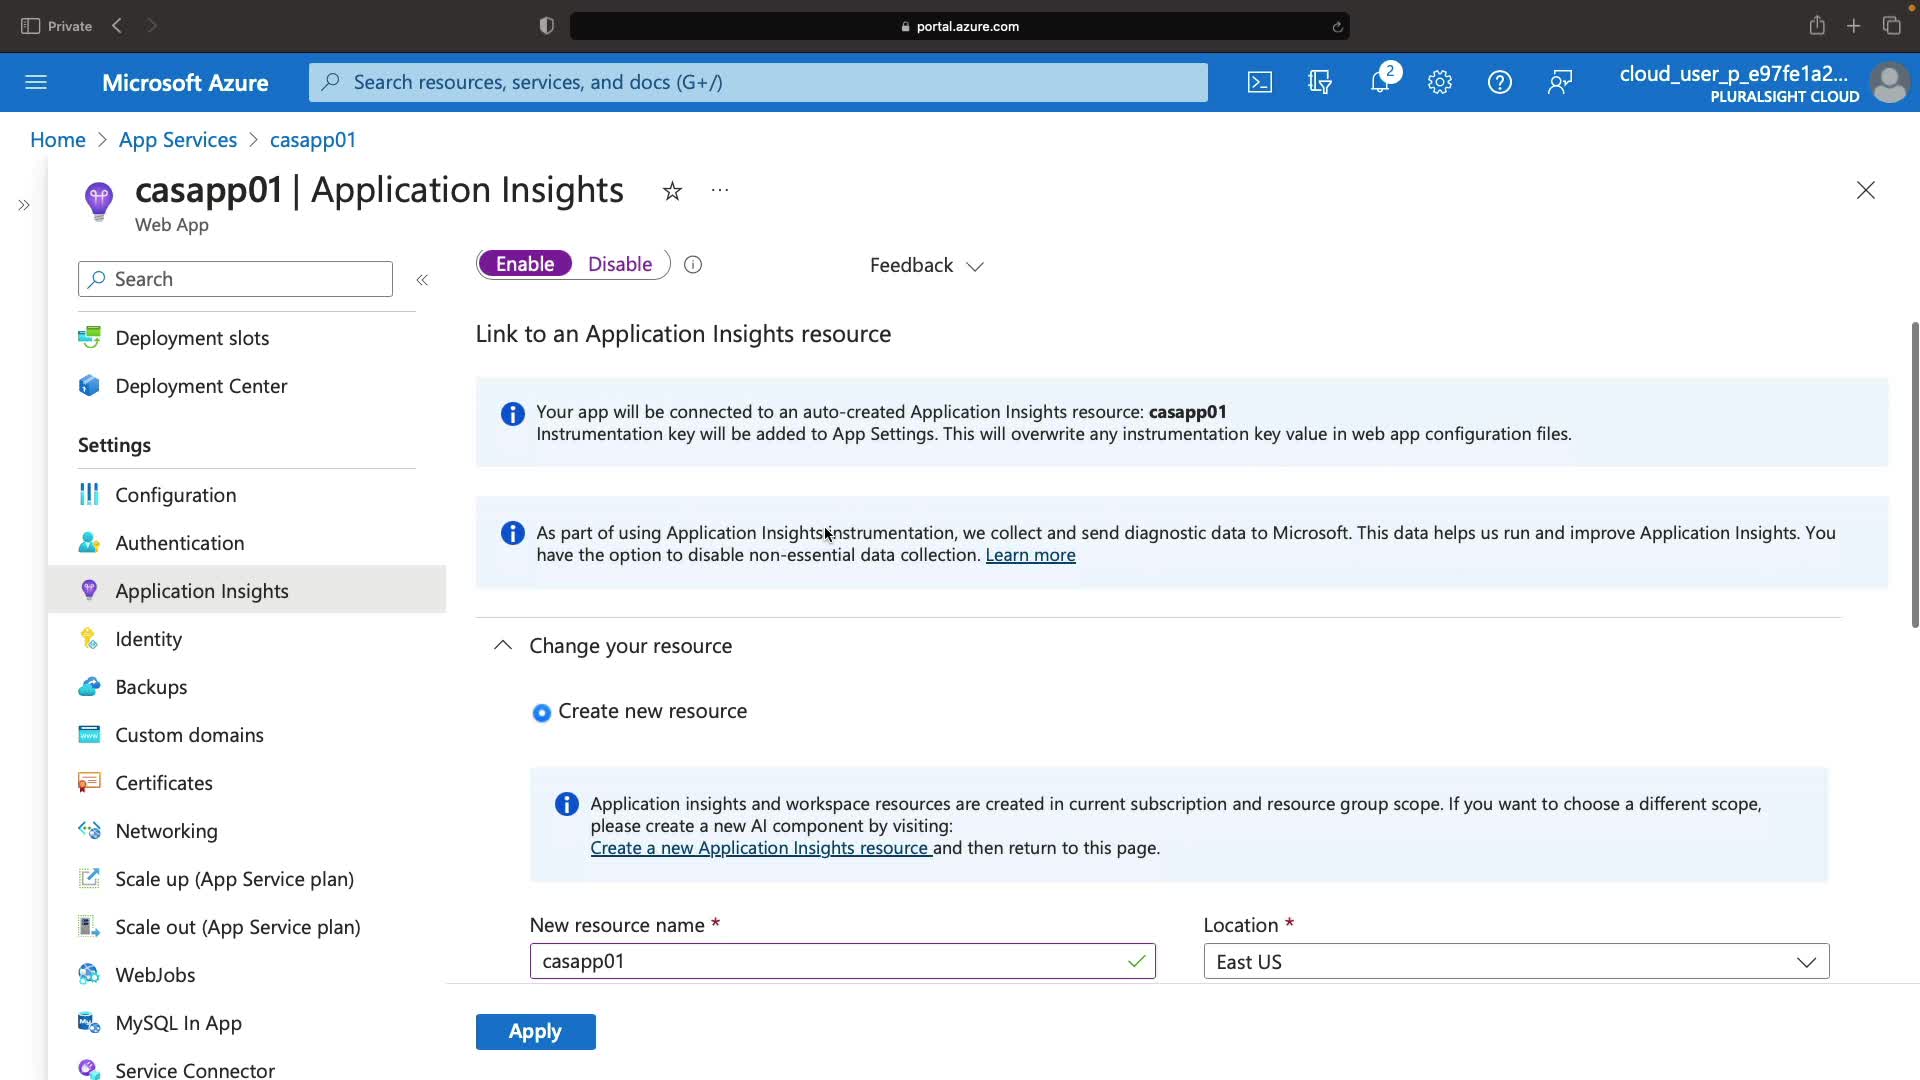 Private
portal.azure.com
Microsoft Azure
Search resources, services, and docs (G+/)
2
cloud_user_p_e97fe1a2...
PLURALSIGHT CLOUD
Home > App Services > casapp01
casapp01 | Application Insights
Web App
Search
Deployment slots
Deployment Center
Settings
Configuration
Authentication
Application Insights
Identity
Backups
Custom domains
Certificates
Networking
Scale up (App Service plan)
Scale out (App Service plan)
WebJobs
MySQL In App
Service Connector
Enable Disable
Feedback
Link to an Application Insights resource
Your app will be connected to an auto-created Application Insights resource: casapp01
Instrumentation key will be added to App Settings. This will overwrite any instrumentation key value in web app configuration files.
As part of using Application Insights instrumentation, we collect and send diagnostic data to Microsoft. This data helps us run and improve Application Insights. You
have the option to disable non-essential data collection. Learn more
Change your resource
Create new resource
Application insights and workspace resources are created in current subscription and resource group scope. If you want to choose a different scope,
please create a new AI component by visiting:
Create a new Application Insights resource and then return to this page.
New resource name *
casapp01
Location *
East US
Apply